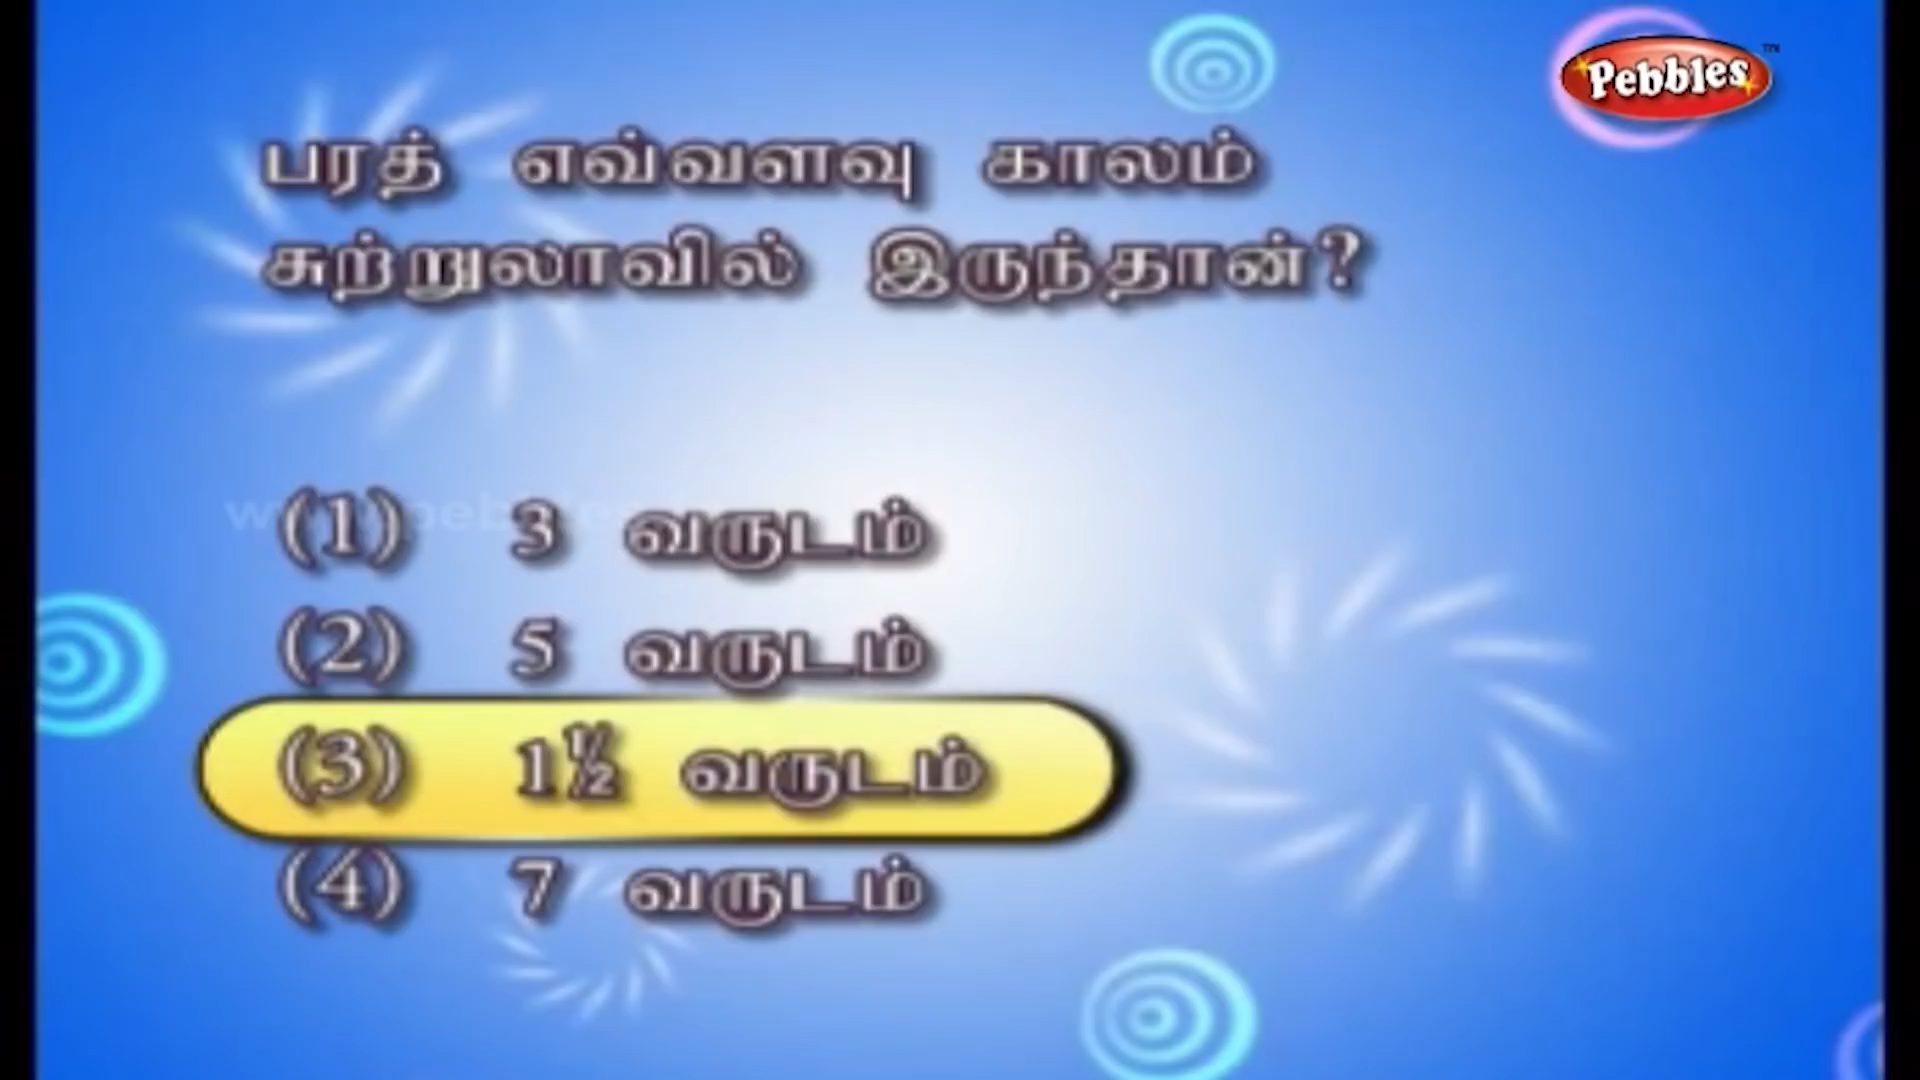 Pebbles™
பரத் எவ்வளவு காலம்
சுற்றுலாவில் இருந்தான்?
(1) 3 வருடம்
(2) 5 வருடம்
(3) 1½ வருடம்
(4) 7 வருடம்